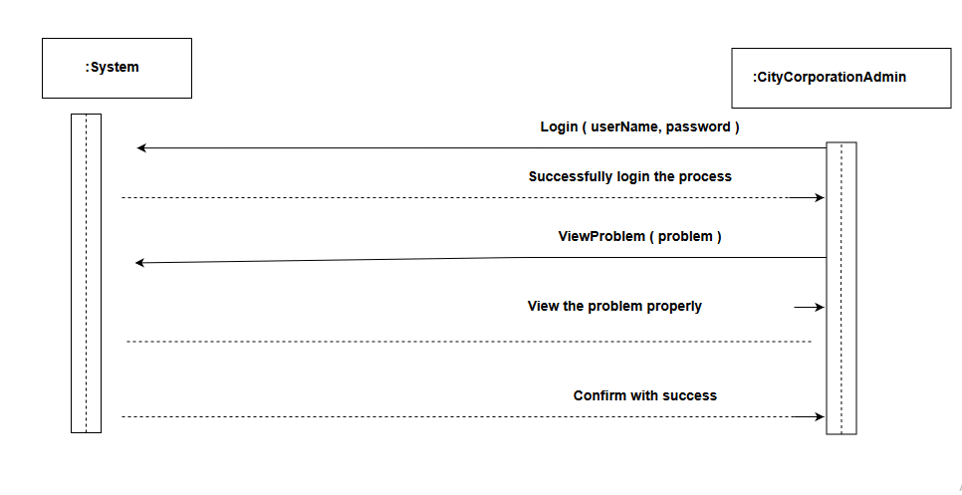 :System
:CityCorporationAdmin
Login ( userName, password )
Successfully login the process
ViewProblem ( problem )
View the problem properly
Confirm with success